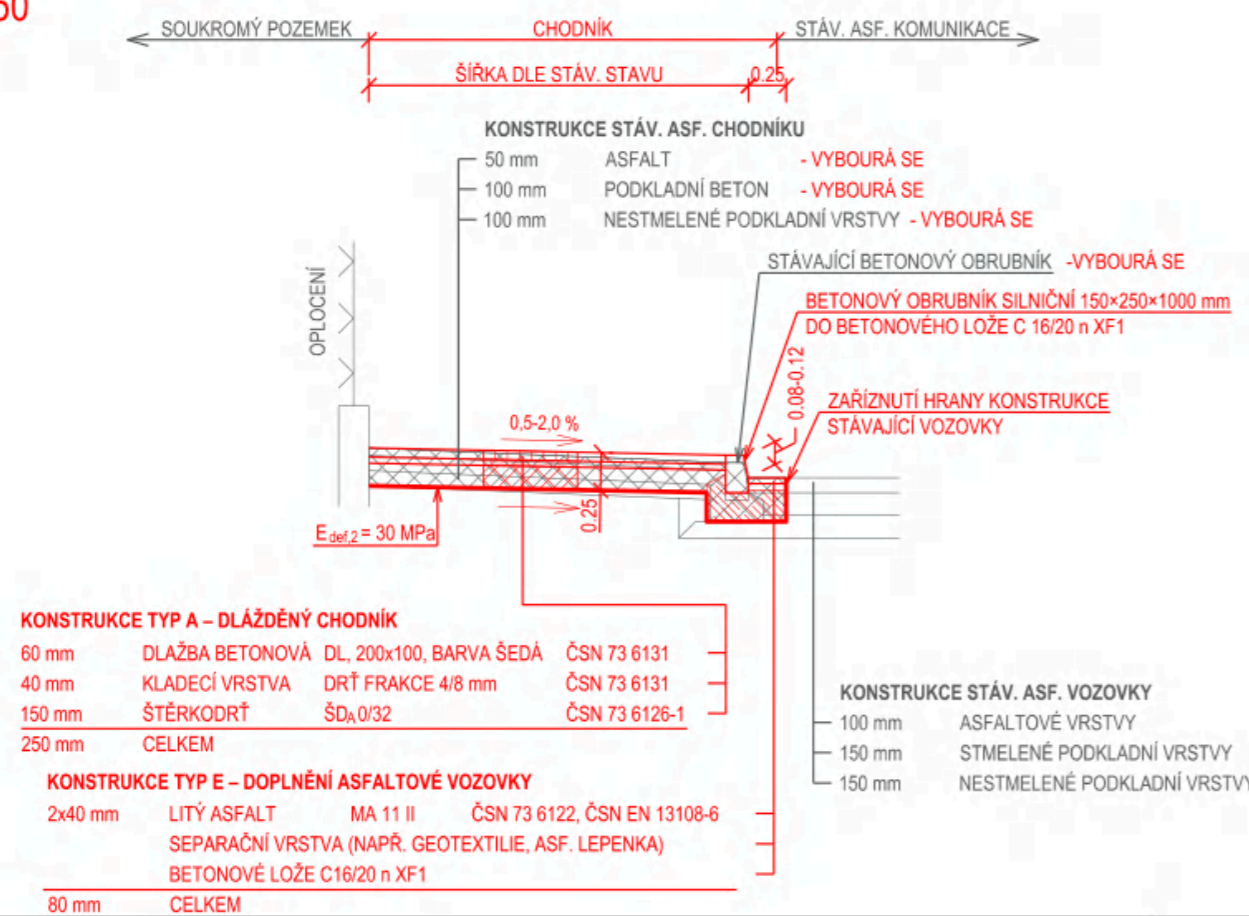 SOUKROMÝ POZEMEK CHODNÍK STÁV. ASF. KOMUNIKACE
ŠÍŘKA DLE STÁV. STAVU 0.25
KONSTRUKCE STÁV. ASF. CHODNÍKU
50 mm ASFALT - VYBOURÁ SE
100 mm PODKLADNÍ BETON - VYBOURÁ SE
100 mm NESTMELENÉ PODKLADNÍ VRSTVY - VYBOURÁ SE
STÁVAJÍCÍ BETONOVÝ OBRUBNÍK -VYBOURÁ SE
BETONOVÝ OBRUBNÍK SILNIČNÍ 150×250×1000 mm
DO BETONOVÉHO LOŽE C 16/20 n XF1
OPLOCENÍ
0.08-0.12
ZAŘÍZNUTÍ HRANY KONSTRUKCE
STÁVAJÍCÍ VOZOVKY
0,5-2,0 %
0.25
Edef,2 = 30 MPa
KONSTRUKCE TYP A – DLÁŽDĚNÝ CHODNÍK
60 mm DLAŽBA BETONOVÁ DL, 200x100, BARVA ŠEDÁ ČSN 73 6131
40 mm KLADECÍ VRSTVA DRŤ FRAKCE 4/8 mm ČSN 73 6131
150 mm ŠTĚRKODRŤ ŠDA 0/32 ČSN 73 6126-1
250 mm CELKEM
KONSTRUKCE STÁV. ASF. VOZOVKY
100 mm ASFALTOVÉ VRSTVY
150 mm STMELENÉ PODKLADNÍ VRSTVY
150 mm NESTMELENÉ PODKLADNÍ VRSTVY
KONSTRUKCE TYP E – DOPLNĚNÍ ASFALTOVÉ VOZOVKY
2x40 mm LITÝ ASFALT MA 11 II ČSN 73 6122, ČSN EN 13108-6
SEPARAČNÍ VRSTVA (NAPŘ. GEOTEXTILIE, ASF. LEPENKA)
BETONOVÉ LOŽE C16/20 n XF1
80 mm CELKEM